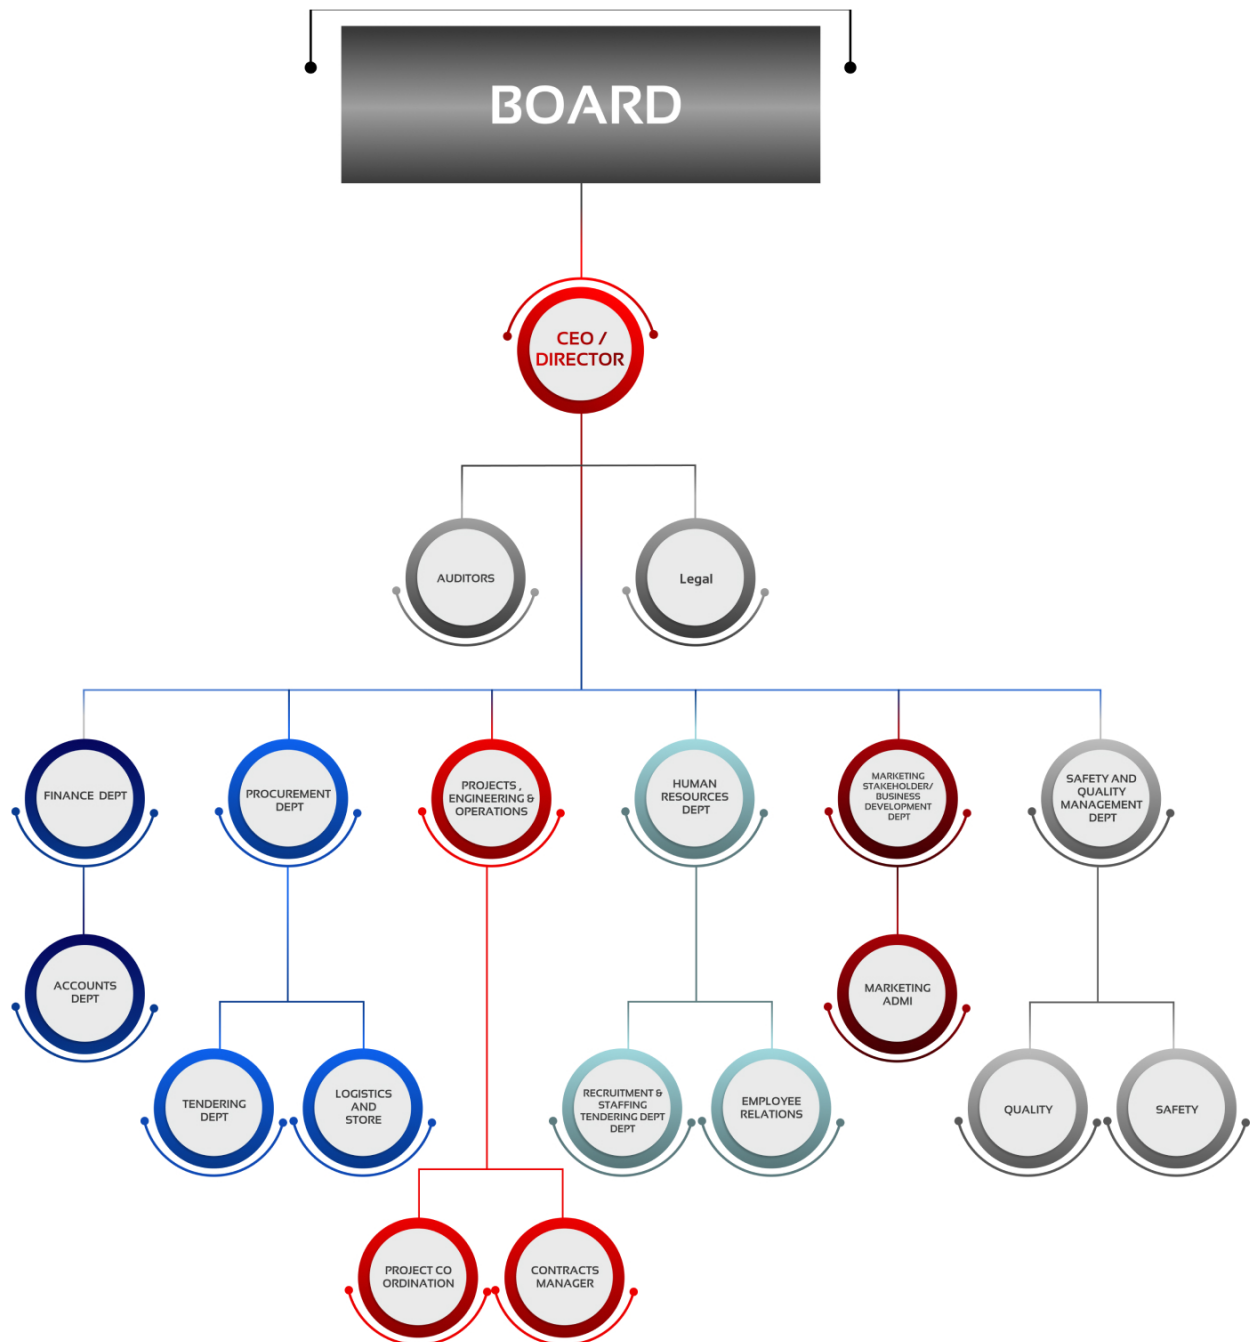 BOARD
CEO /
DIRECTOR
AUDITORS
Legal
FINANCE DEPT
PROCUREMENT
DEPT
PROJECTS ,
ENGINEERING &
OPERATIONS
HUMAN
RESOURCES
DEPT
MARKETING
STAKEHOLDER/
BUSINESS
DEVELOPMENT
DEPT
SAFETY AND
QUALITY
MANAGEMENT
DEPT
ACCOUNTS
DEPT
MARKETING
ADMI
TENDERING
DEPT
LOGISTICS
AND
STORE
RECRUITMENT &
STAFFING
TENDERING DEPT
DEPT
EMPLOYEE
RELATIONS
QUALITY
SAFETY
PROJECT CO
ORDINATION
CONTRACTS
MANAGER